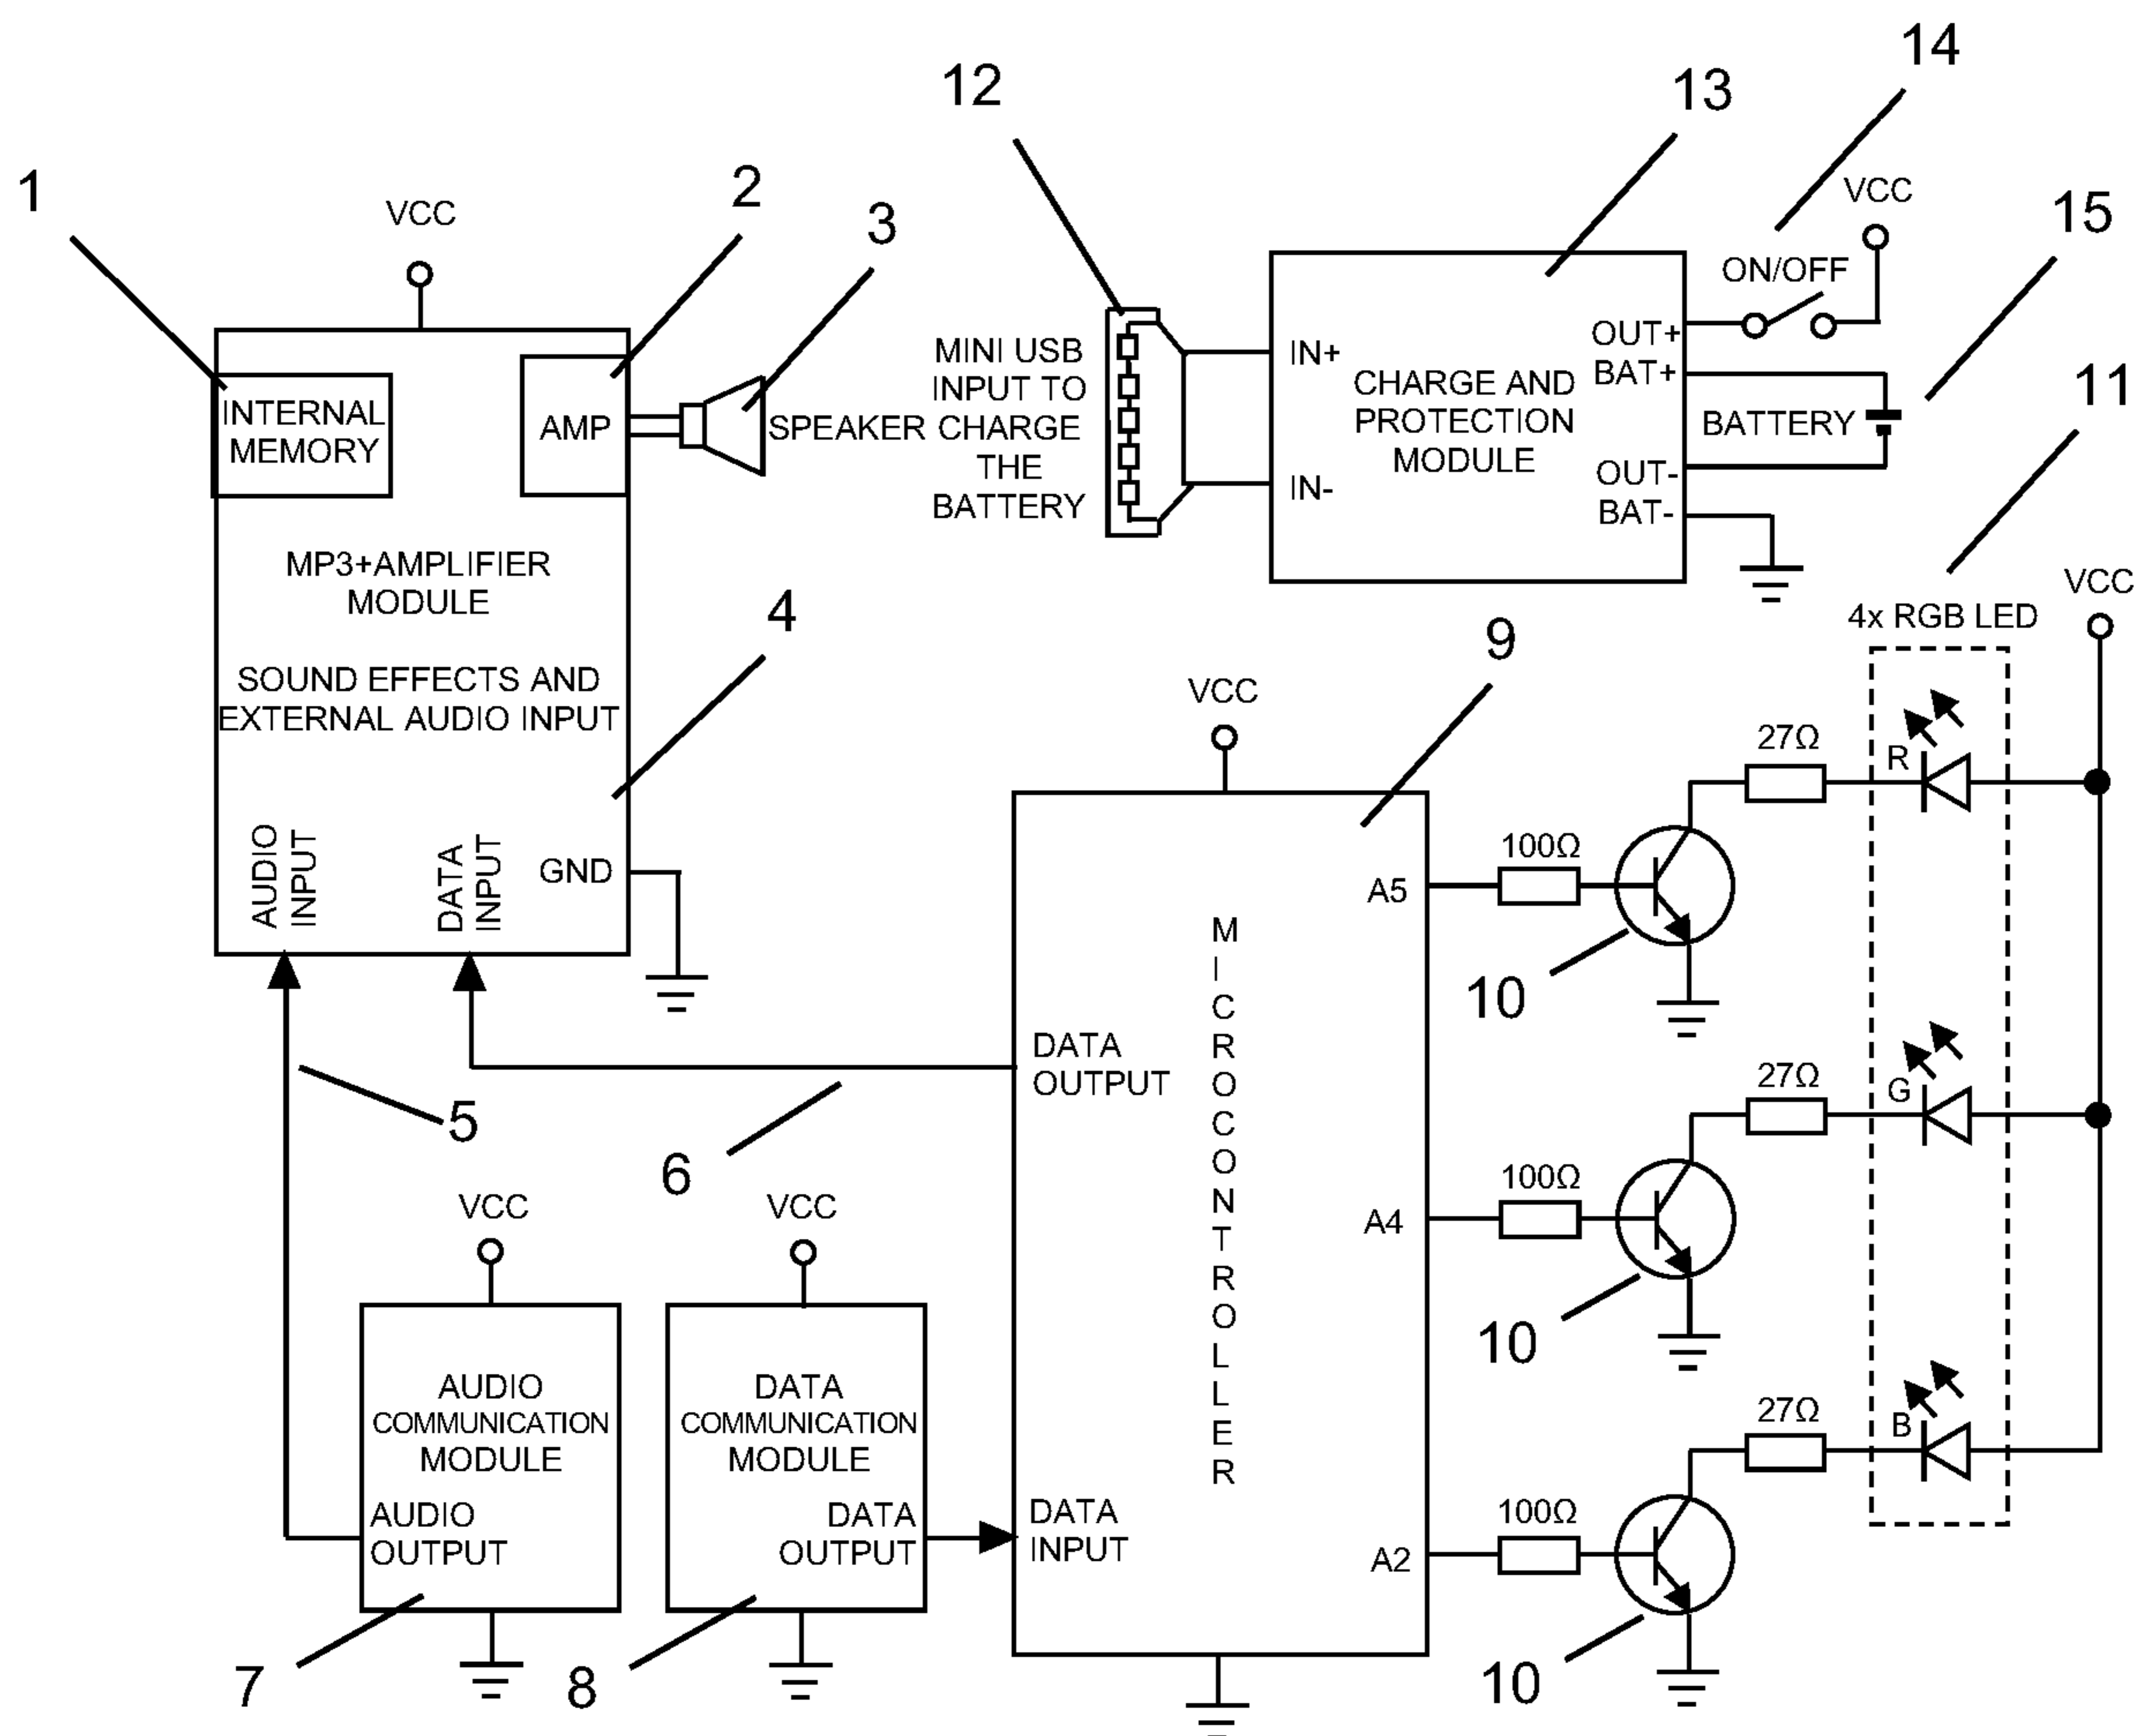 14
12
13
1
2
3
VCC
VCC
15
ON/OFF
INTERNAL
MEMORY
AMP
SPEAKER
MINI USB
INPUT TO
CHARGE
THE
BATTERY
IN+
IN-
CHARGE AND
PROTECTION
MODULE
OUT+
BAT+
OUT-
BAT-
BATTERY
11
MP3+AMPLIFIER
MODULE
SOUND EFFECTS AND
EXTERNAL AUDIO INPUT
4
AUDIO
INPUT
DATA
INPUT
GND
9
VCC
4x RGB LED
VCC
R
27Ω
100Ω
A5
10
MICROCONTROLLER
DATA
OUTPUT
5
6
G
27Ω
100Ω
A4
10
VCC
VCC
AUDIO
COMMUNICATION
MODULE
AUDIO
OUTPUT
7
DATA
COMMUNICATION
MODULE
DATA
OUTPUT
8
DATA
INPUT
B
27Ω
100Ω
A2
10